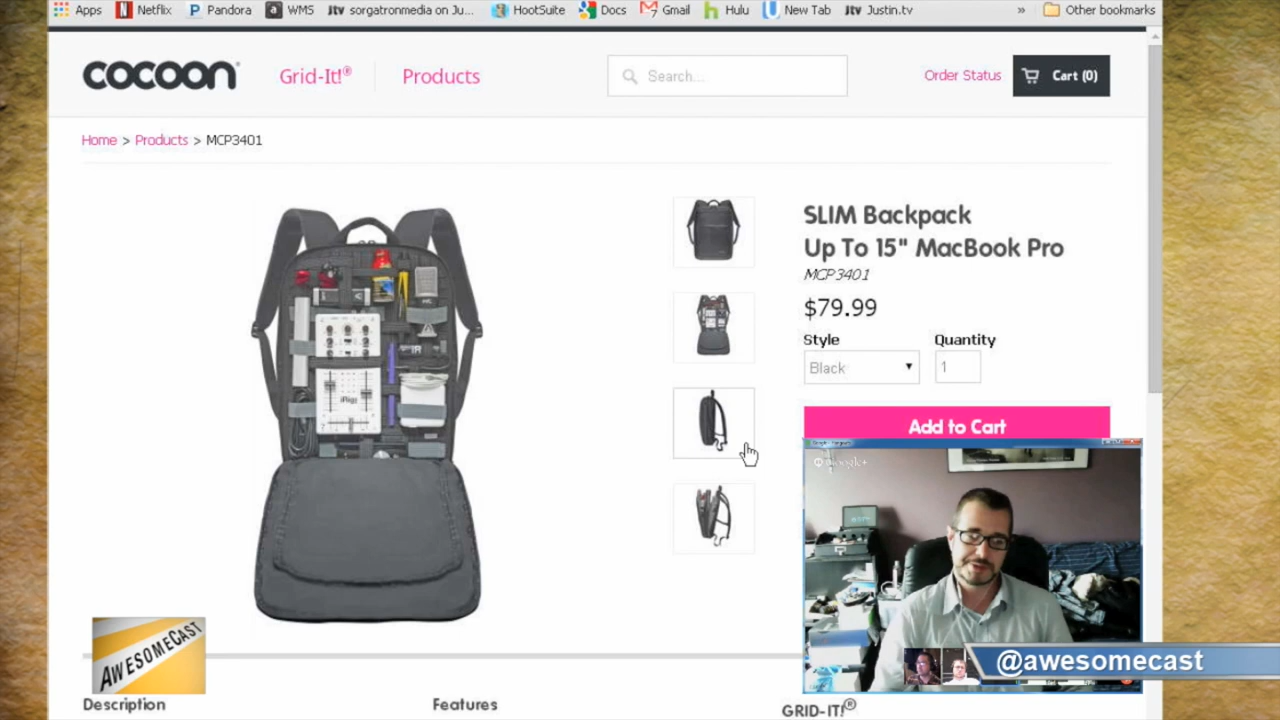 Apps Netflix Pandora WMS sorgatronmedia on Ju... HootSuite Docs Gmail Hulu New Tab Justin.tv » Other bookmarks
cocoon Grid-It!® Products Search... Order Status Cart (0)
Home > Products > MCP3401
SLIM Backpack
Up To 15" MacBook Pro
MCP3401
$79.99
Style Quantity
Black 1
Add to Cart
Google+
iRig
AWESOMECAST
@awesomecast
Description Features GRID-IT!®